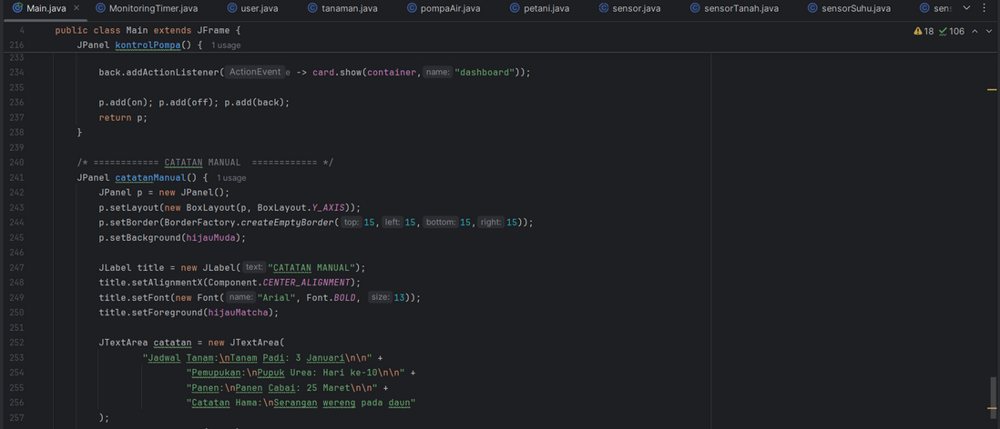 Main.java × MonitoringTimer.java user.java tanaman.java pompaAir.java petani.java sensor.java sensorTanah.java sensorSuhu.java
4 public class Main extends JFrame { 18 106
216 JPanel kontrolPompa() { 1 usage
233
234 back.addActionListener( ActionEvent e -> card.show(container, name: "dashboard"));
235
236 p.add(on); p.add(off); p.add(back);
237 return p;
238 }
239
240 /* ============ CATATAN MANUAL ============ */
241 JPanel catatanManual() { 1 usage
242 JPanel p = new JPanel();
243 p.setLayout(new BoxLayout(p, BoxLayout.Y_AXIS));
244 p.setBorder(BorderFactory.createEmptyBorder( top: 15, left: 15, bottom: 15, right: 15));
245 p.setBackground(hijauMuda);
246
247 JLabel title = new JLabel( text: "CATATAN MANUAL");
248 title.setAlignmentX(Component.CENTER_ALIGNMENT);
249 title.setFont(new Font( name: "Arial", Font.BOLD, size: 13));
250 title.setForeground(hijauMatcha);
251
252 JTextArea catatan = new JTextArea(
253 "Jadwal Tanam:\nTanam Padi: 3 Januari\n\n" +
254 "Pemupukan:\nPupuk Urea: Hari ke-10\n\n" +
255 "Panen:\nPanen Cabai: 25 Maret\n\n" +
256 "Catatan Hama:\nSerangan wereng pada daun"
257 );